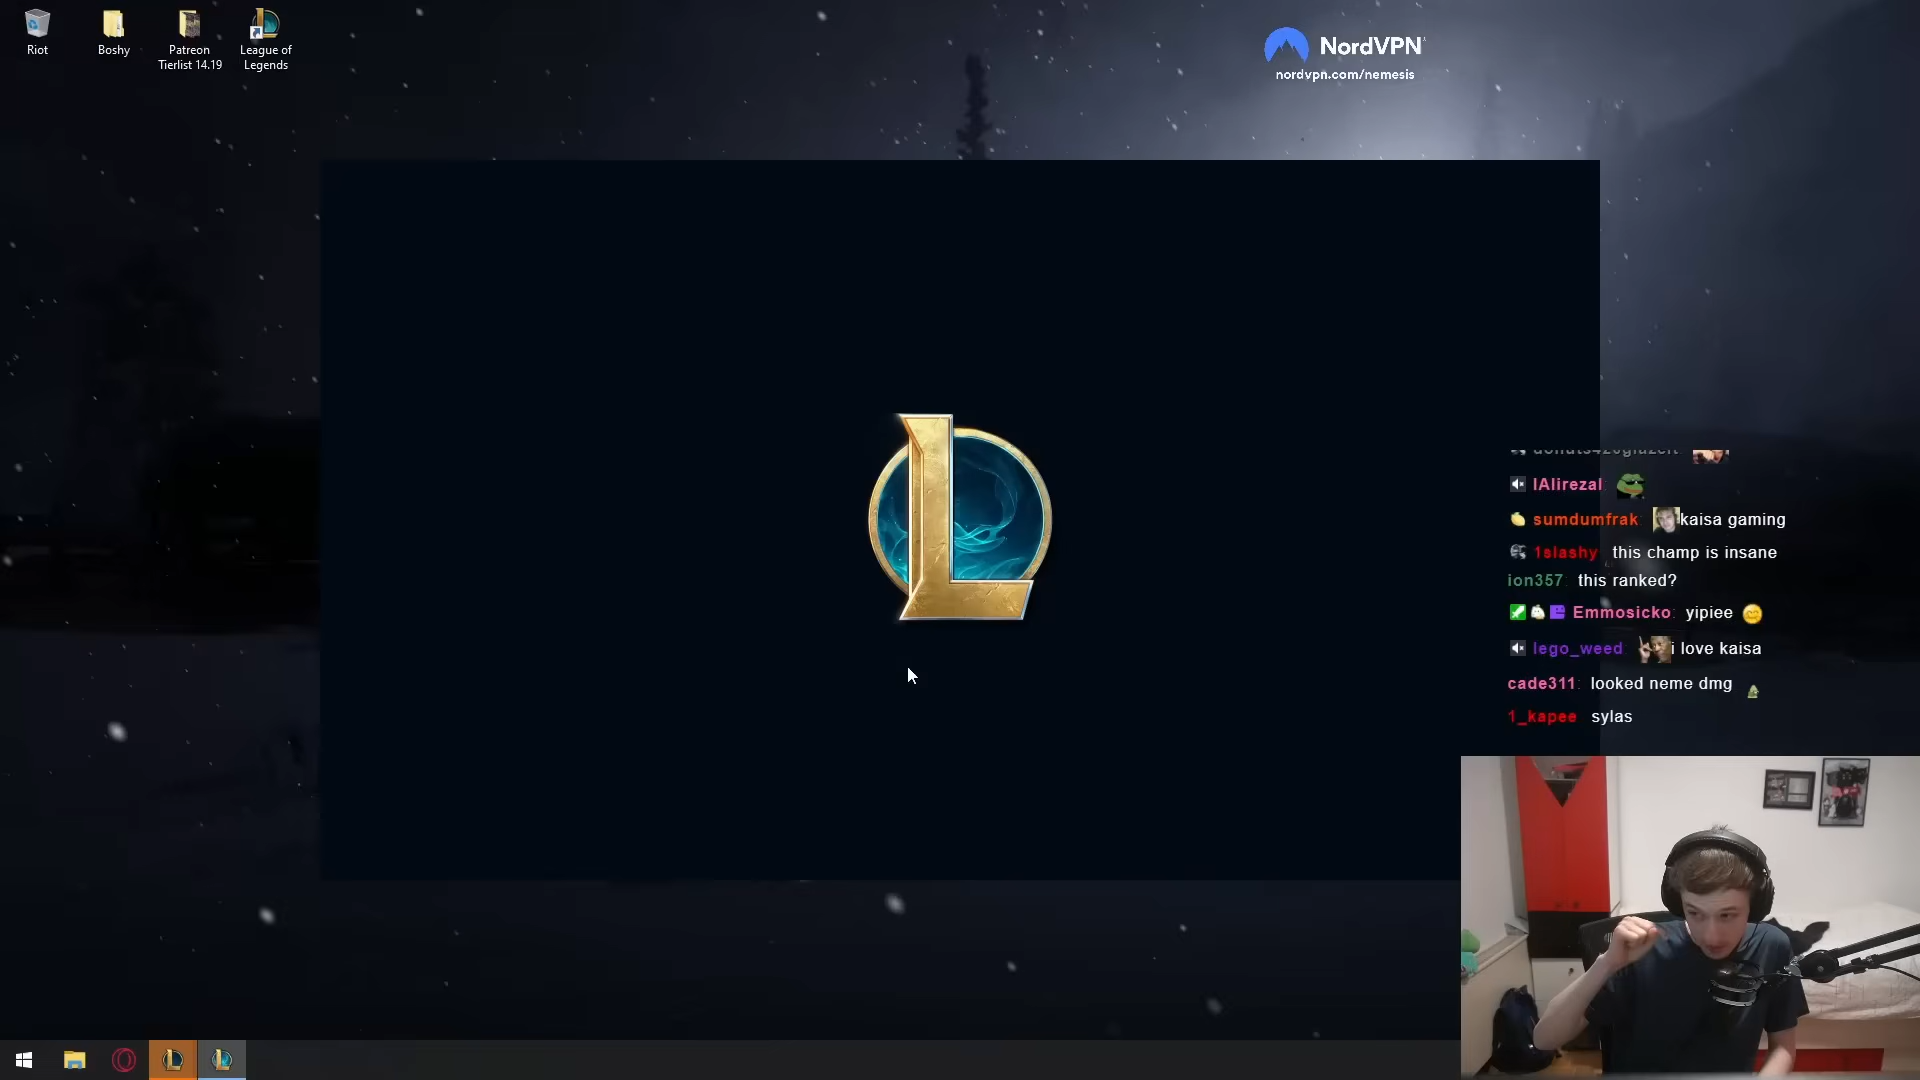 Riot
Boshy
Patreon
Tierlist 14.19
League of
Legends
NordVPN
nordvpn.com/nemesis
lAlirezal
sumdumfrak: kaisa gaming
1slashy: this champ is insane
ion357: this ranked?
Emmosicko: yipiee
lego_weed: i love kaisa
cade311: looked neme dmg
1_kapee: sylas